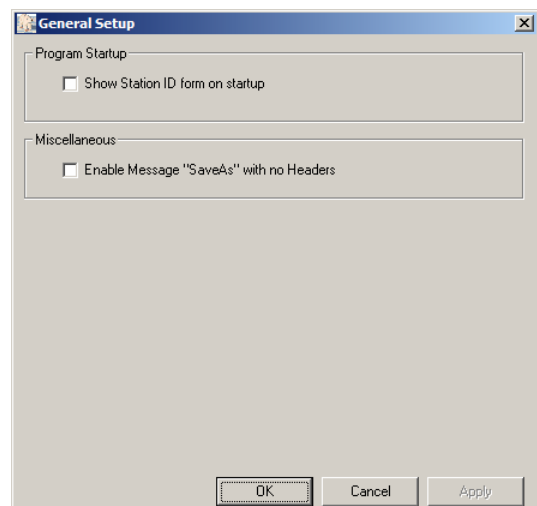 General Setup
Program Startup
Show Station ID form on startup
Miscellaneous
Enable Message "SaveAs" with no Headers
OK Cancel Apply